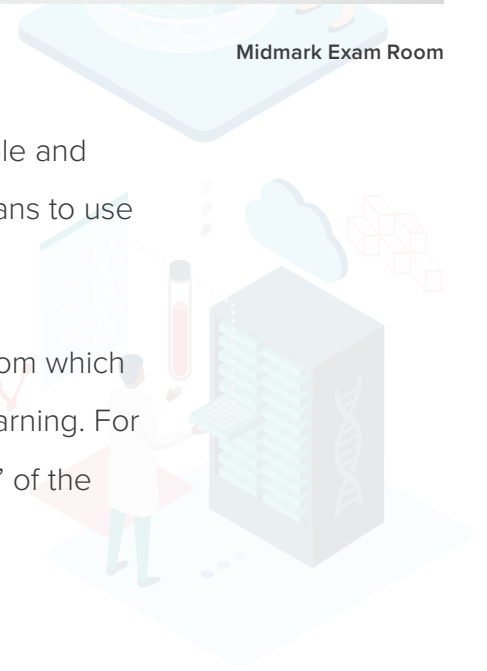 Midmark Exam Room
le and
ans to use
om which
arning. For
” of the